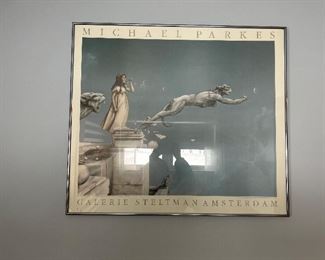 MICHAEL PARKES
GALERIE STELTMAN AMSTERDAM